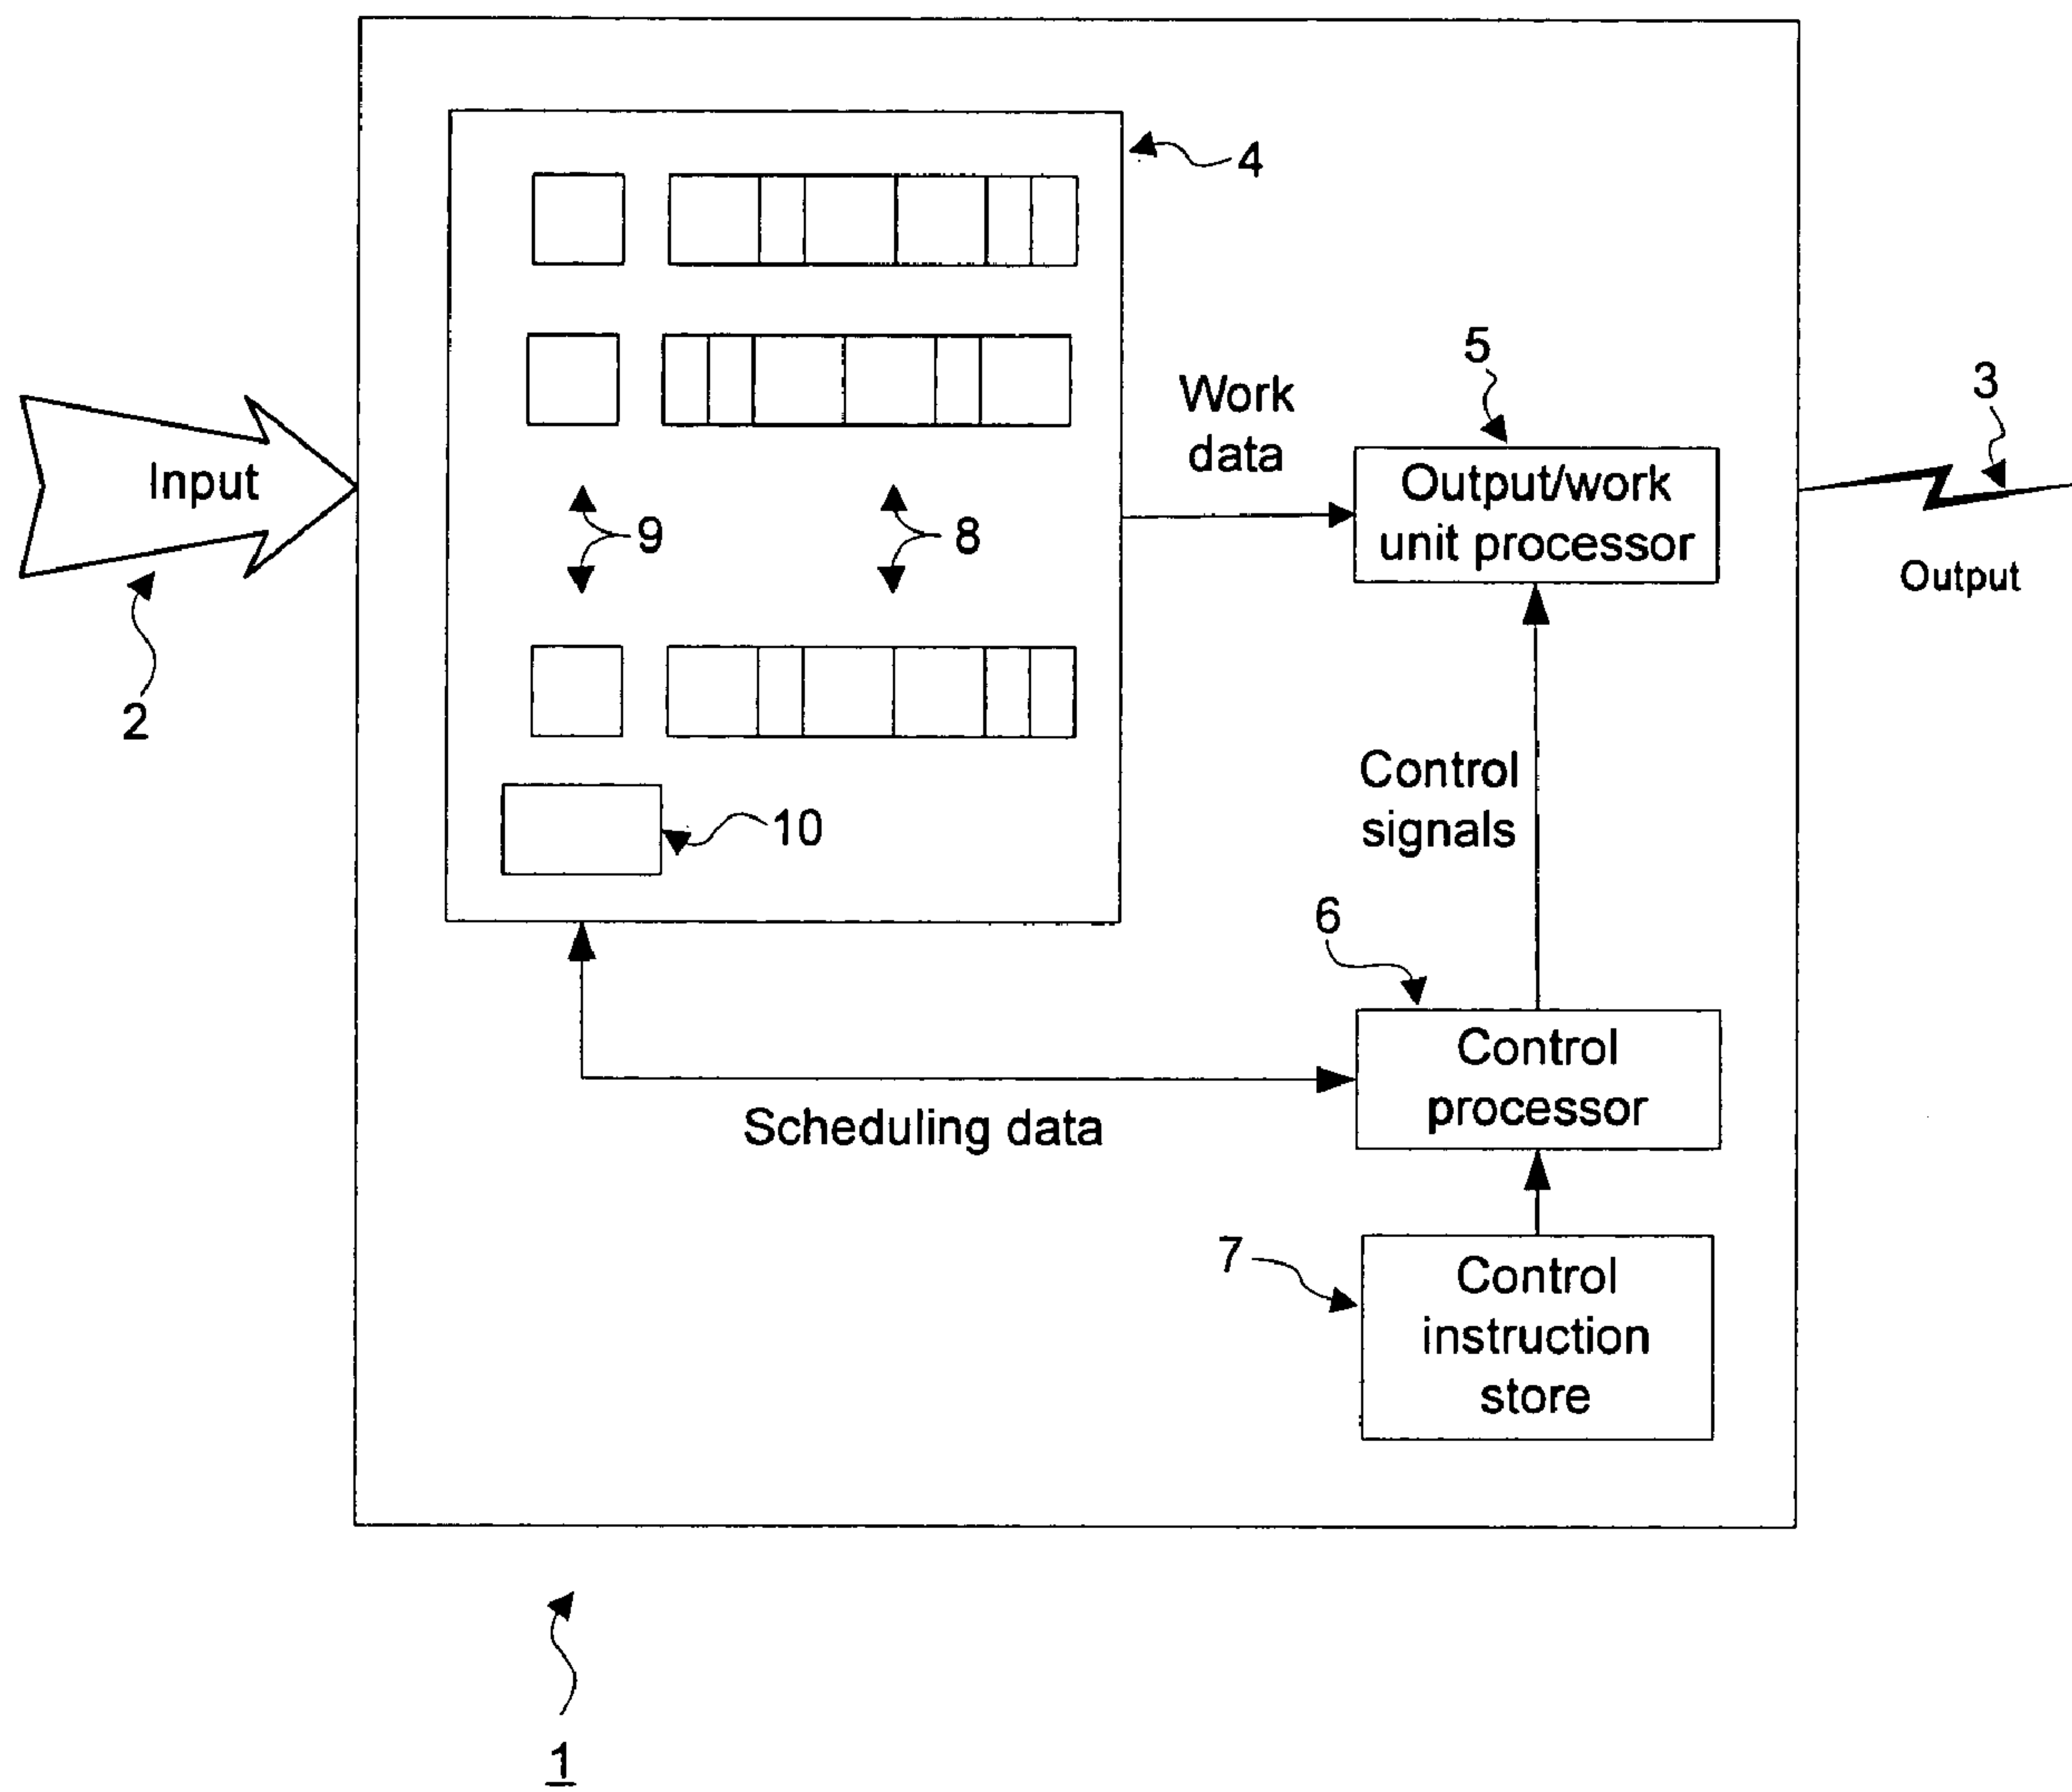 4
5
3
Work
data
Input
Output/work
unit processor
9
8
Output
2
Control
signals
10
6
Control
processor
Scheduling data
7
Control
instruction
store
1